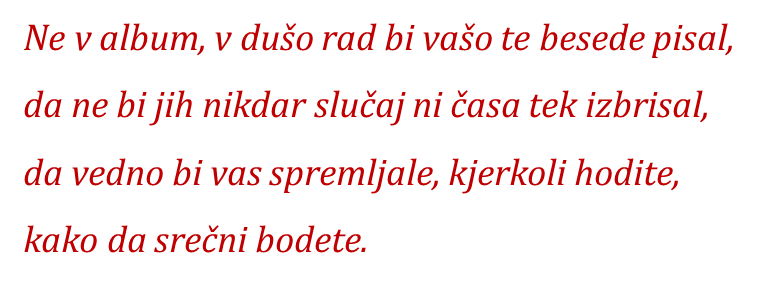 Ne v album, v dušo rad bi vašo te besede pisal,
da ne bi jih nikdar slučaj ni časa tek izbrisal,
da vedno bi vas spremljale, kjerkoli hodite,
kako da srečni bodete.